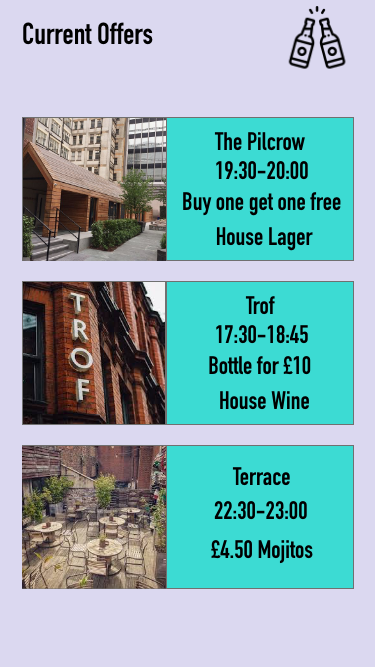 Current Offers
The Pilcrow
19:30-20:00
Buy one get one free
House Lager
TROF
Trof
17:30-18:45
Bottle for £10
House Wine
Terrace
22:30-23:00
£4.50 Mojitos